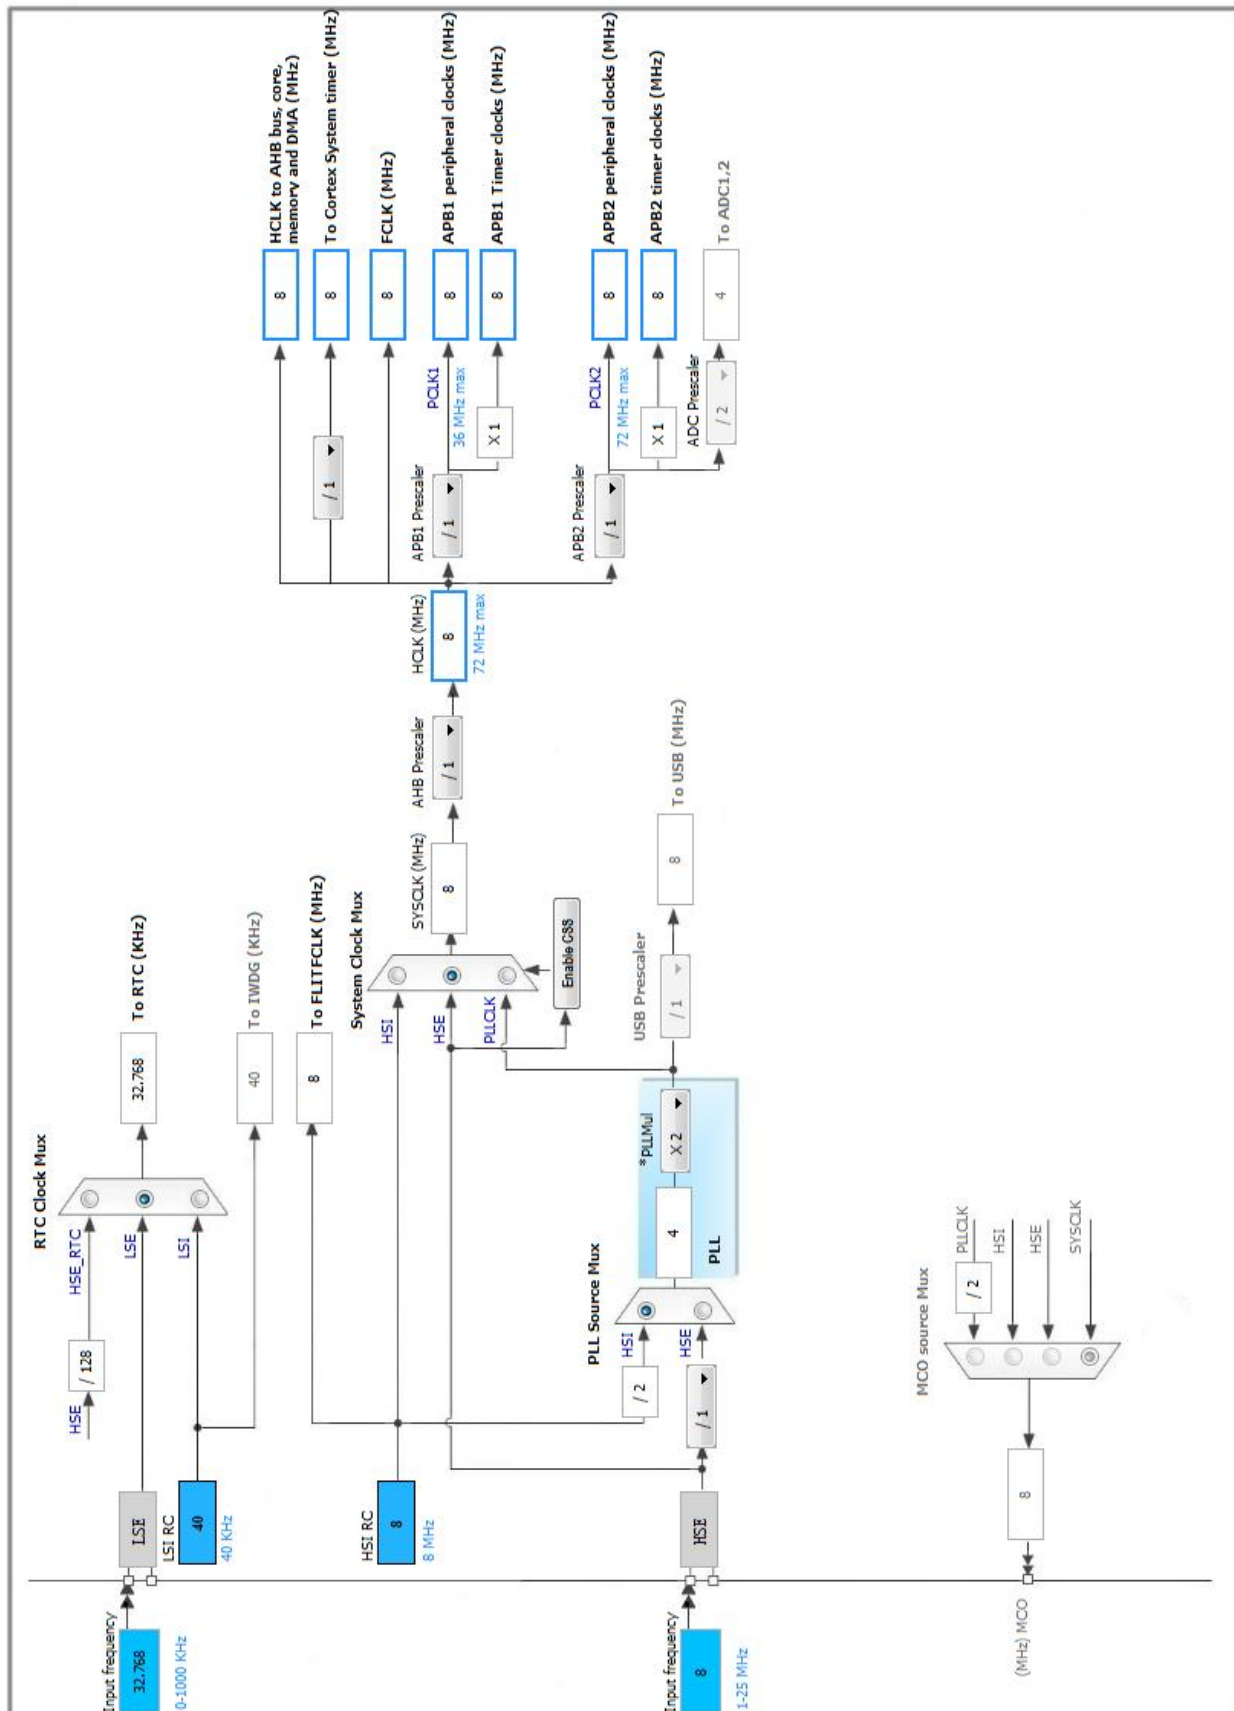 Input frequency
32.768
0-1000 KHz
LSE
LSI RC
40
40 KHz
HSE
/ 128
HSE_RTC
LSE
LSI
RTC Clock Mux
32.768
To RTC (KHz)
40
To IWDG (KHz)
HSI RC
8
8 MHz
8
To FLITFCLK (MHz)
System Clock Mux
HSI
HSE
PLLCLK
Enable CSS
SYSCLK (MHz)
8
AHB Prescaler
/ 1
HCLK (MHz)
8
72 MHz max
8
HCLK to AHB bus, core,
memory and DMA (MHz)
/ 1
8
To Cortex System timer (MHz)
8
FCLK (MHz)
APB1 Prescaler
/ 1
PCLK1
36 MHz max
8
APB1 peripheral clocks (MHz)
X 1
8
APB1 Timer clocks (MHz)
APB2 Prescaler
/ 1
PCLK2
72 MHz max
8
APB2 peripheral clocks (MHz)
X 1
8
APB2 timer clocks (MHz)
ADC Prescaler
/ 2
4
To ADC1,2
Input frequency
8
1-25 MHz
HSE
/ 2
/ 1
PLL Source Mux
HSI
HSE
4
*PLLMul
X 2
PLL
USB Prescaler
/ 1
8
To USB (MHz)
MCO source Mux
PLLCLK
/ 2
HSI
HSE
SYSCLK
8
(MHz) MCO